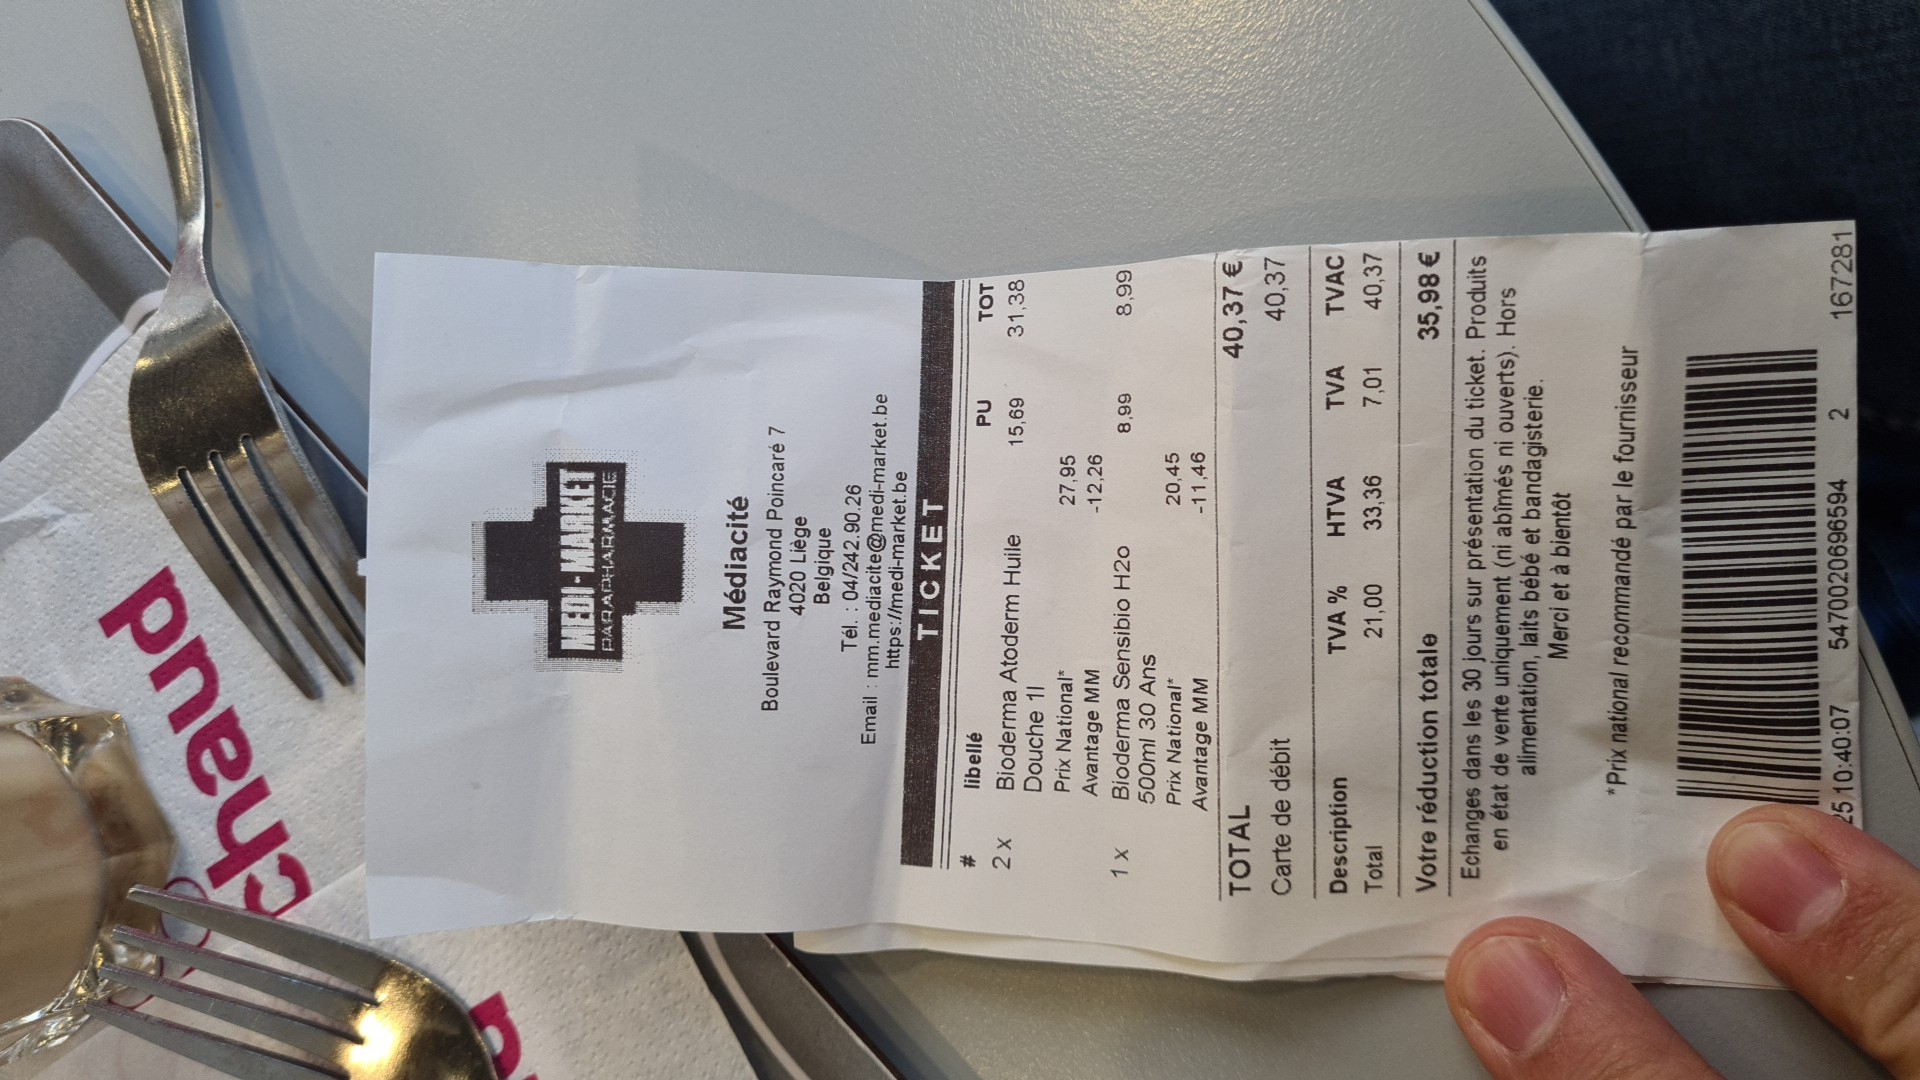 MEDI-MARKET
PARAPHARMACIE
Médiacité
Boulevard Raymond Poincaré 7
4020 Liège
Belgique
Tél. : 04/242.90.26
Email : mm.mediacite@medi-market.be
https://medi-market.be
TICKET
# libellé PU TOT
2 x Bioderma Atoderm Huile 15,69 31,38
Douche 1l
Prix National* 27,95
Avantage MM -12,26
1 x Bioderma Sensibio H2o 8,99 8,99
500ml 30 Ans
Prix National* 20,45
Avantage MM -11,46
TOTAL 40,37 €
Carte de débit 40,37
Description TVA % HTVA TVA TVAC
Total 21,00 33,36 7,01 40,37
Votre réduction totale 35,98 €
Echanges dans les 30 jours sur présentation du ticket. Produits
en état de vente uniquement (ni abîmés ni ouverts). Hors
alimentation, laits bébé et bandagisterie.
Merci et à bientôt
*Prix national recommandé par le fournisseur
25 10:40:07 5470020696594 2 167281
chaud